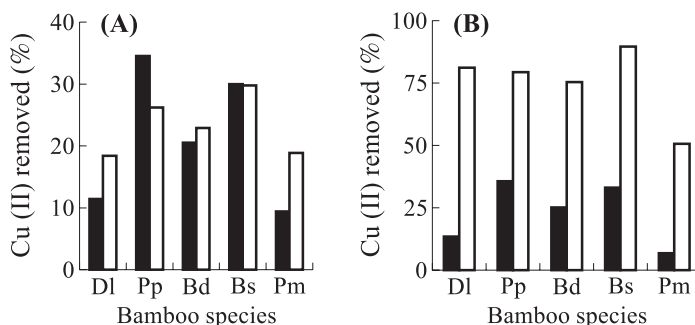 (A)
Cu (II) removed (%)
40
30
20
10
0
Dl Pp Bd Bs Pm
Bamboo species
(B)
Cu (II) removed (%)
100
75
50
25
0
Dl Pp Bd Bs Pm
Bamboo species